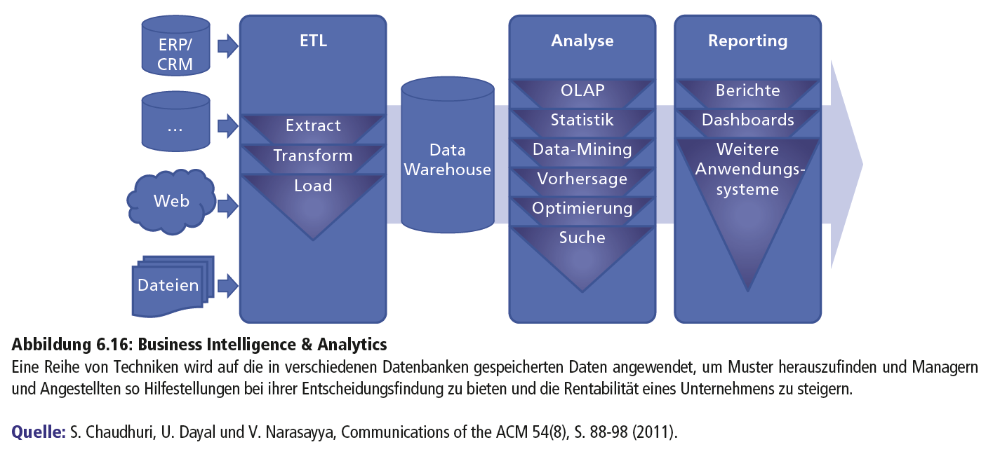 ERP/
CRM
...
Web
Dateien
ETL
Extract
Transform
Load
Data
Warehouse
Analyse
OLAP
Statistik
Data-Mining
Vorhersage
Optimierung
Suche
Reporting
Berichte
Dashboards
Weitere
Anwendungs-
systeme
Abbildung 6.16: Business Intelligence & Analytics
Eine Reihe von Techniken wird auf die in verschiedenen Datenbanken gespeicherten Daten angewendet, um Muster herauszufinden und Managern
und Angestellten so Hilfestellungen bei ihrer Entscheidungsfindung zu bieten und die Rentabilität eines Unternehmens zu steigern.
Quelle: S. Chaudhuri, U. Dayal und V. Narasayya, Communications of the ACM 54(8), S. 88-98 (2011).